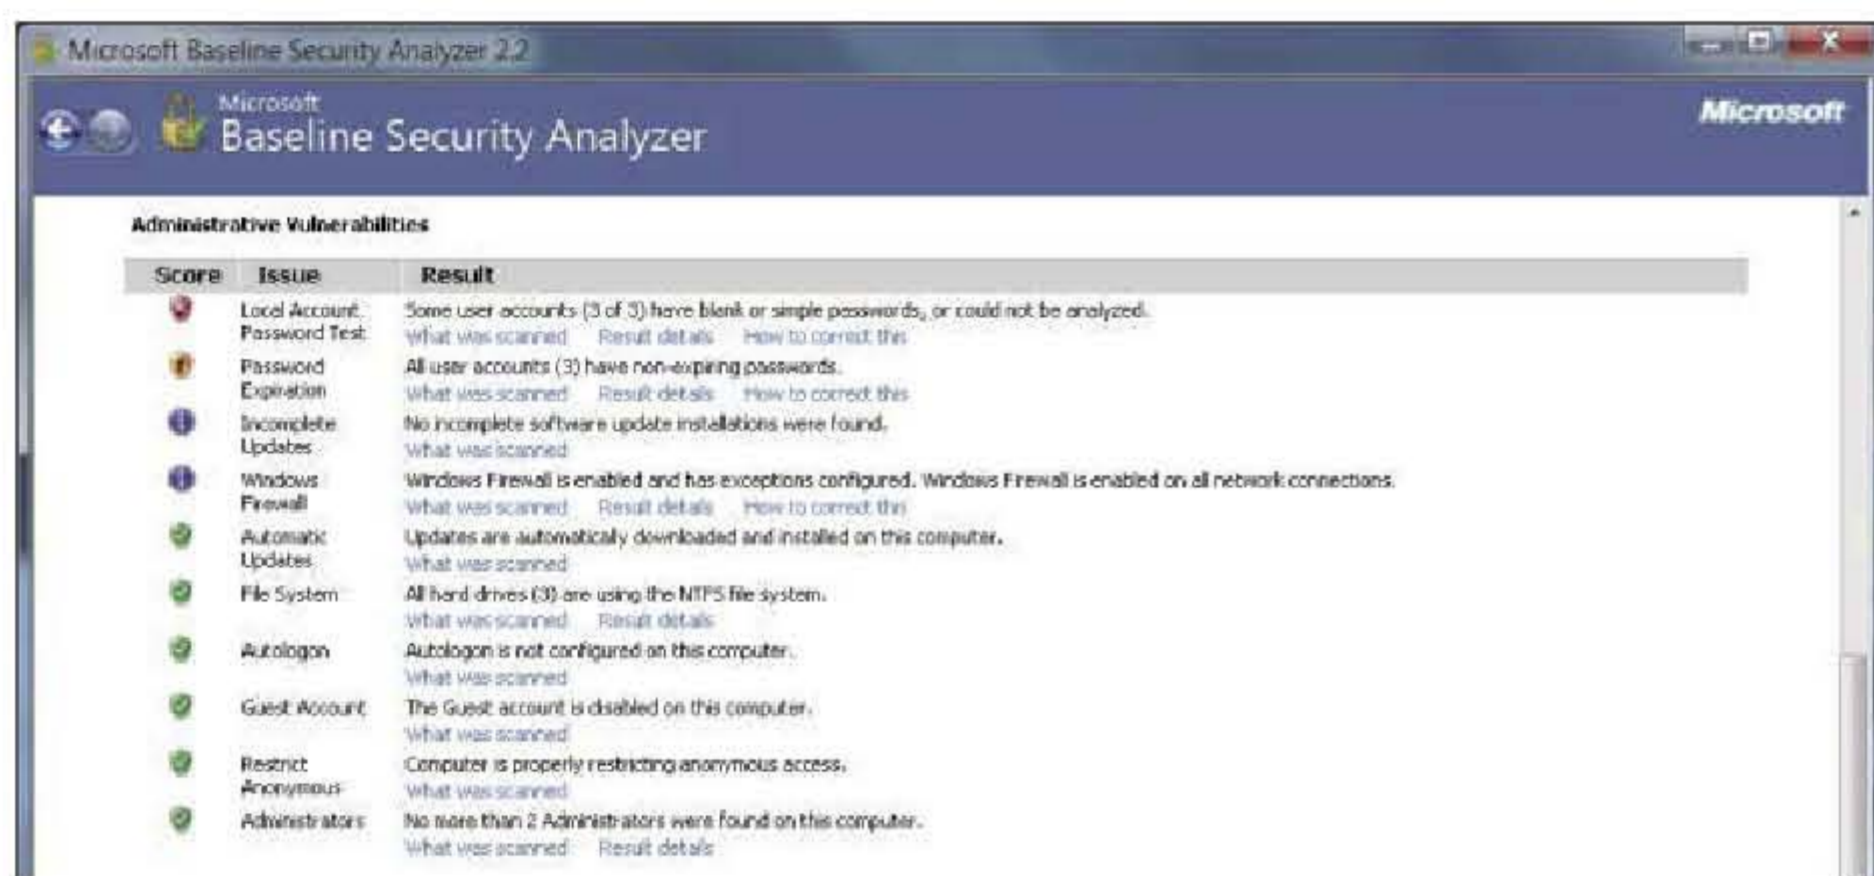 Microsoft Baseline Security Analyzer 2.2
Microsoft
Baseline Security Analyzer
Microsoft
Administrative Vulnerabilities
Score Issue Result
Local Account Password Test Some user accounts (3 of 3) have blank or simple passwords, or could not be analyzed.
What was scanned Result details How to correct this
Password Expiration All user accounts (3) have non-expiring passwords.
What was scanned Result details How to correct this
Incomplete Updates No incomplete software update installations were found.
What was scanned
Windows Firewall Windows Firewall is enabled and has exceptions configured. Windows Firewall is enabled on all network connections.
What was scanned Result details How to correct this
Automatic Updates Updates are automatically downloaded and installed on this computer.
What was scanned
File System All hard drives (3) are using the NTFS file system.
What was scanned Result details
Autologon Autologon is not configured on this computer.
What was scanned
Guest Account The Guest account is disabled on this computer.
What was scanned
Restrict Anonymous Computer is properly restricting anonymous access.
What was scanned
Administrators No more than 2 Administrators were found on this computer.
What was scanned Result details